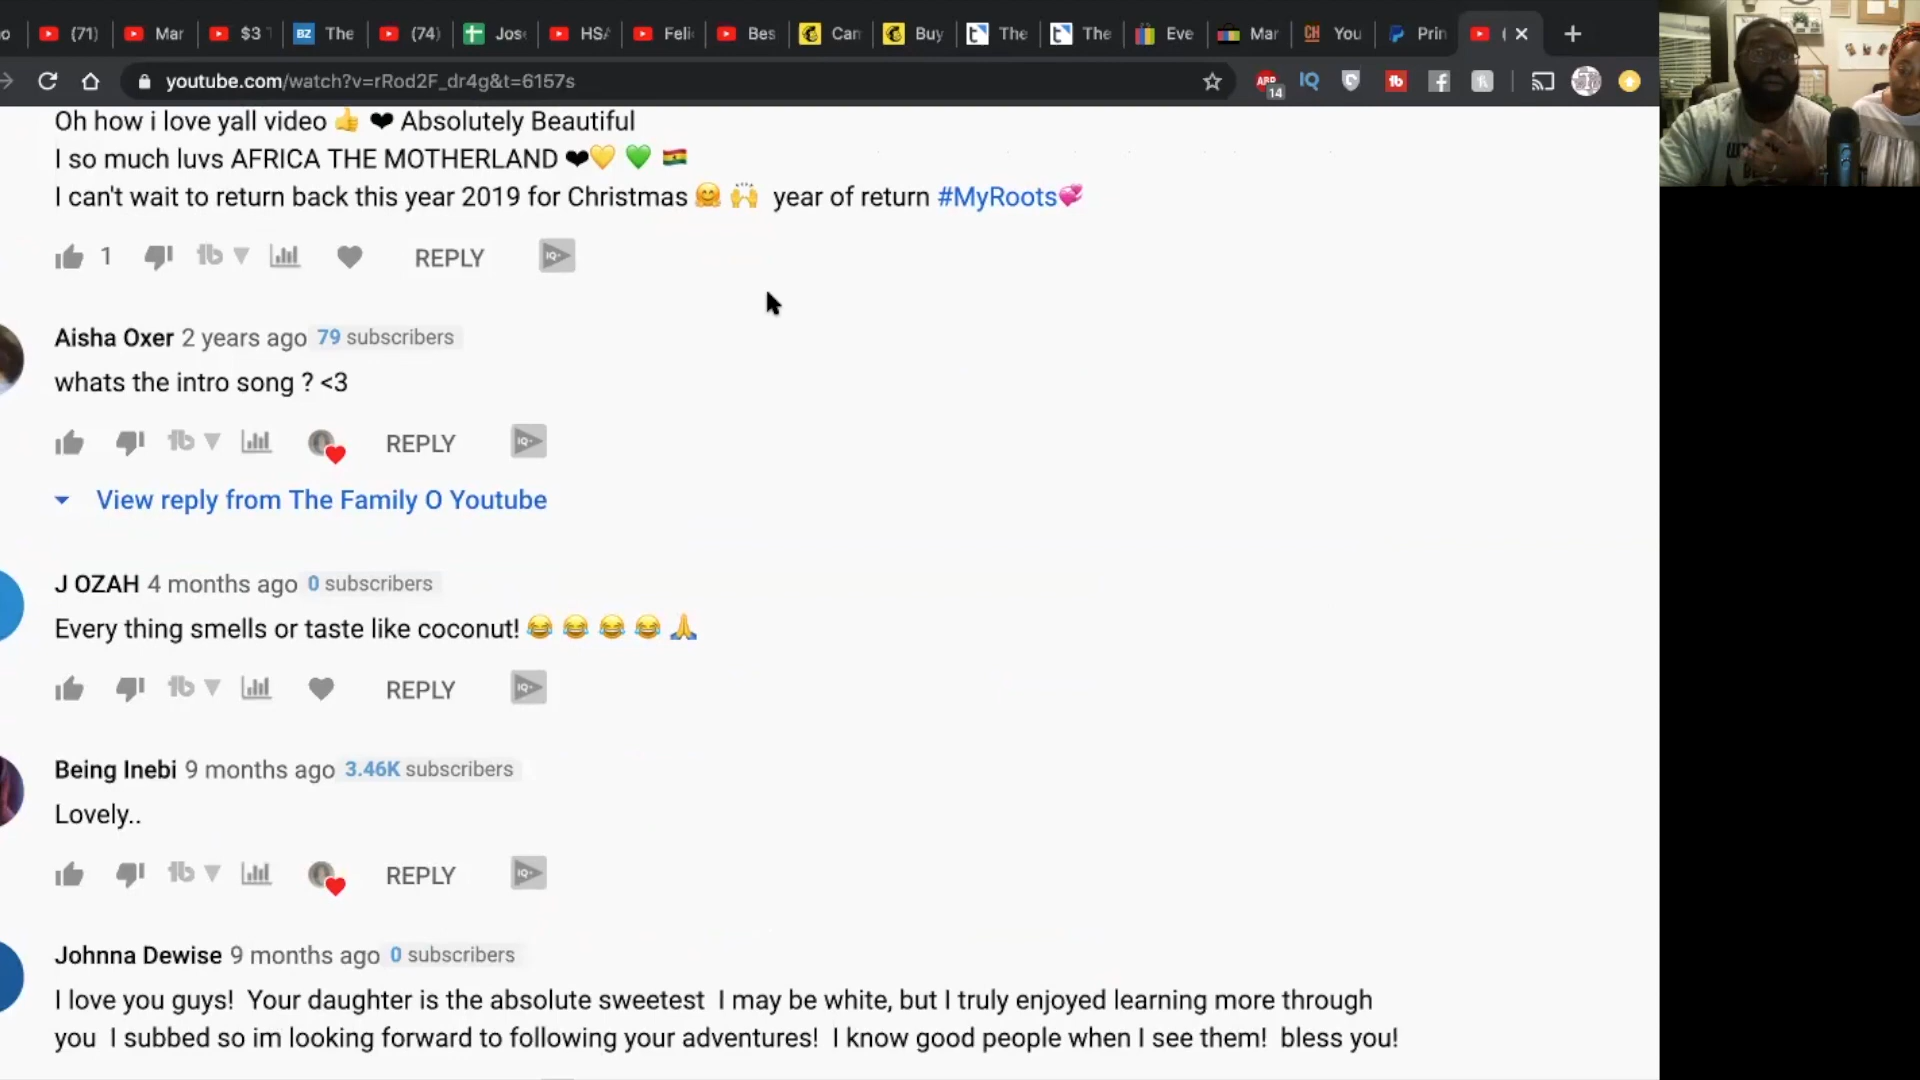 (71)
Mar
$3
BZ
The
(74)
Jos
HSA
Feli
Bes
Can
Buy
The
The
Eve
Mar
CH
You
Prin
youtube.com/watch?v=rRod2F_dr4g&t=6157s
ABP
14
IQ
tb
Oh how i love yall video 👍 ❤ Absolutely Beautiful
I so much luvs AFRICA THE MOTHERLAND ❤💛 💚 🇬🇭
I can't wait to return back this year 2019 for Christmas 🤗 🙌 year of return #MyRoots💞
1
REPLY
Aisha Oxer 2 years ago 79 subscribers
whats the intro song ? <3
REPLY
View reply from The Family O Youtube
J OZAH 4 months ago 0 subscribers
Every thing smells or taste like coconut! 😂 😂 😂 😂 🙏
REPLY
Being Inebi 9 months ago 3.46K subscribers
Lovely..
REPLY
Johnna Dewise 9 months ago 0 subscribers
I love you guys! Your daughter is the absolute sweetest I may be white, but I truly enjoyed learning more through
you I subbed so im looking forward to following your adventures! I know good people when I see them! bless you!